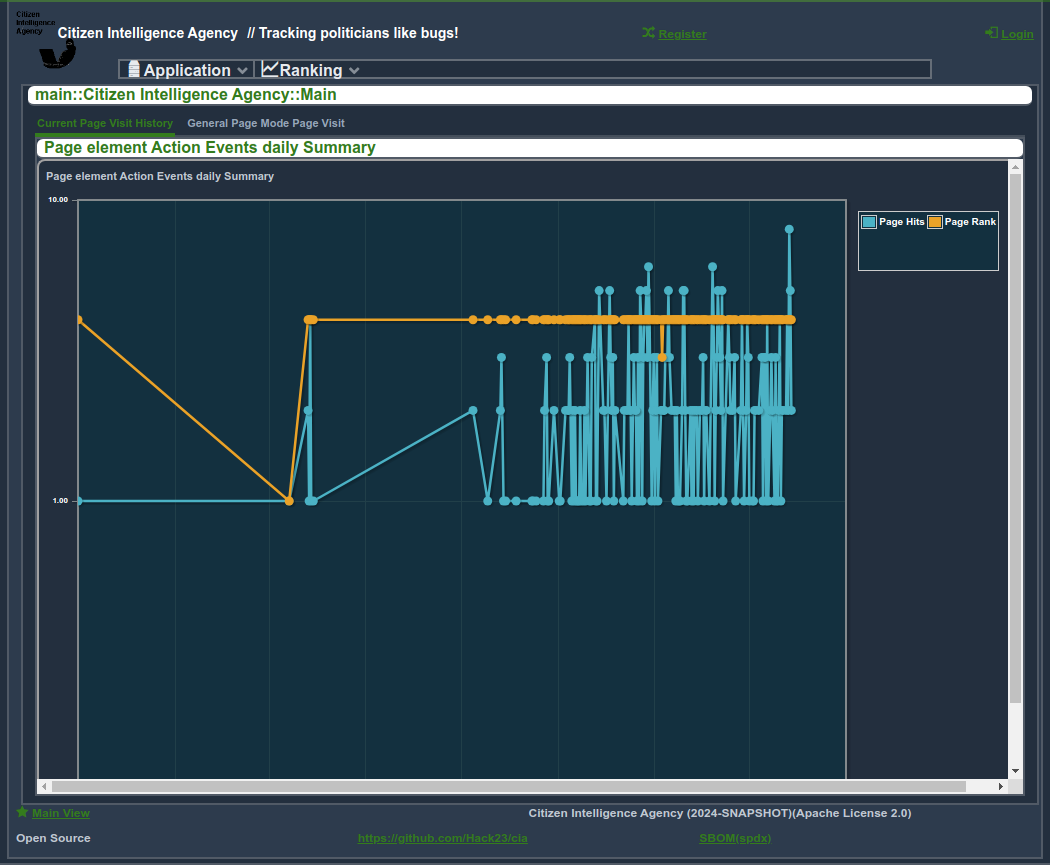 Citizen
Intelligence
Agency
Citizen Intelligence Agency // Tracking politicians like bugs!
Register
Login
Application
Ranking
main::Citizen Intelligence Agency::Main
Current Page Visit History
General Page Mode Page Visit
Page element Action Events daily Summary
Page element Action Events daily Summary
10.00
Page Hits
Page Rank
1.00
Main View
Citizen Intelligence Agency (2024-SNAPSHOT)(Apache License 2.0)
Open Source
https://github.com/Hack23/cia
SBOM(spdx)